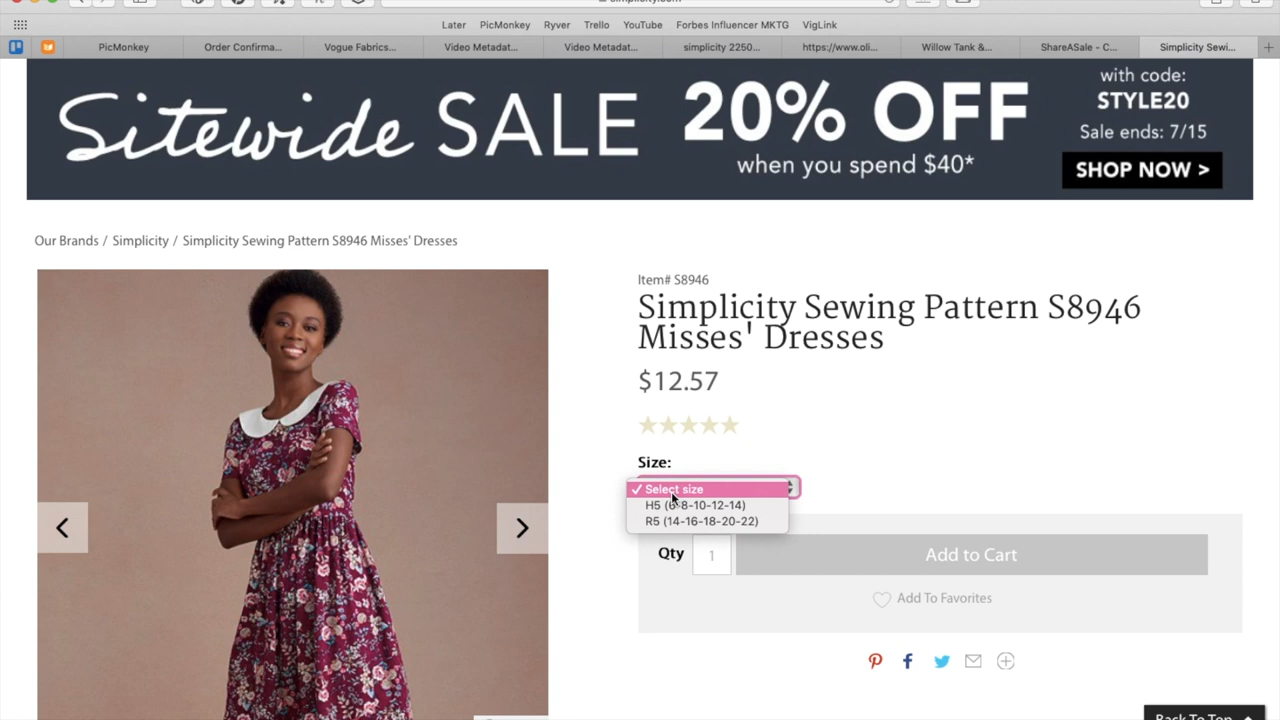 simplicity.com
Later PicMonkey Ryver Trello YouTube Forbes Influencer MKTG VigLink
PicMonkey Order Confirma... Vogue Fabrics... Video Metadat... Video Metadat... simplicity 2250... https://www.oli... Willow Tank &... ShareASale - C... Simplicity Sewi...
Sitewide SALE
20% OFF
when you spend $40*
with code:
STYLE20
Sale ends: 7/15
SHOP NOW >
Our Brands / Simplicity / Simplicity Sewing Pattern S8946 Misses' Dresses
Item# S8946
Simplicity Sewing Pattern S8946
Misses' Dresses
$12.57
Size:
✓ Select size
H5 (6-8-10-12-14)
R5 (14-16-18-20-22)
Qty 1 Add to Cart
Add To Favorites
Back To Top